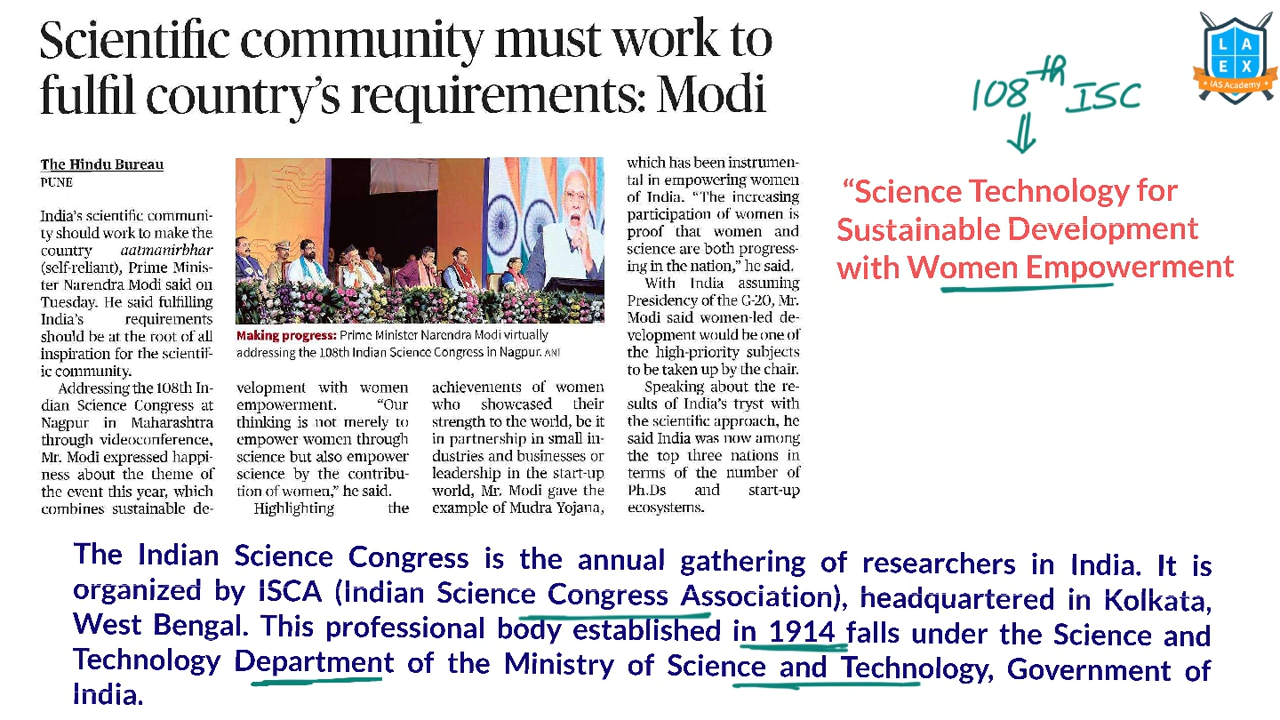 Scientific community must work to
fulfil country's requirements: Modi
The Hindu Bureau
PUNE
India's scientific communi-
ty should work to make the
country aatmanirbhar
(self-reliant), Prime Minis-
ter Narendra Modi said on
Tuesday. He said fulfilling
India's requirements
should be at the root of all
inspiration for the scientif-
ic community.
Addressing the 108th In-
dian Science Congress at
Nagpur in Maharashtra
through videoconference,
Mr. Modi expressed happi-
ness about the theme of
the event this year, which
combines sustainable de-
Making progress: Prime Minister Narendra Modi virtually
addressing the 108th Indian Science Congress in Nagpur. ANI
velopment with women
empowerment. “Our
thinking is not merely to
empower women through
science but also empower
science by the contribu-
tion of women,” he said.
Highlighting the
achievements of women
who showcased their
strength to the world, be it
in partnership in small in-
dustries and businesses or
leadership in the start-up
world, Mr. Modi gave the
example of Mudra Yojana,
which has been instrumen-
tal in empowering women
of India. “The increasing
participation of women is
proof that women and
science are both progress-
ing in the nation,” he said.
With India assuming
Presidency of the G-20, Mr.
Modi said women-led de-
velopment would be one of
the high-priority subjects
to be taken up by the chair.
Speaking about the re-
sults of India's tryst with
the scientific approach, he
said India was now among
the top three nations in
terms of the number of
Ph.Ds and start-up
ecosystems.
108th ISC
L A
E X
IAS Academy
“Science Technology for
Sustainable Development
with Women Empowerment
The Indian Science Congress is the annual gathering of researchers in India. It is
organized by ISCA (Indian Science Congress Association), headquartered in Kolkata,
West Bengal. This professional body established in 1914 falls under the Science and
Technology Department of the Ministry of Science and Technology, Government of
India.